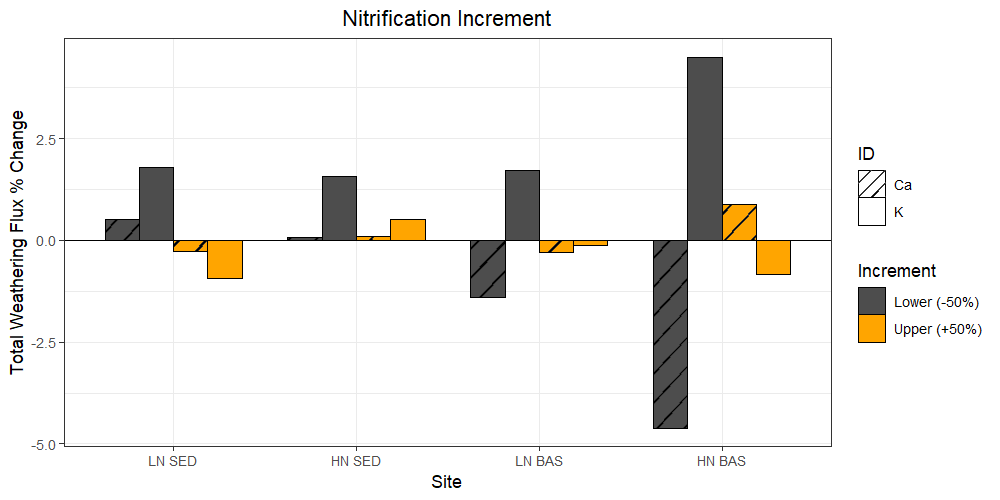 Nitrification Increment
Total Weathering Flux % Change
2.5
0.0
-2.5
-5.0
LN SED
HN SED
LN BAS
HN BAS
Site
ID
Ca
K
Increment
Lower (-50%)
Upper (+50%)